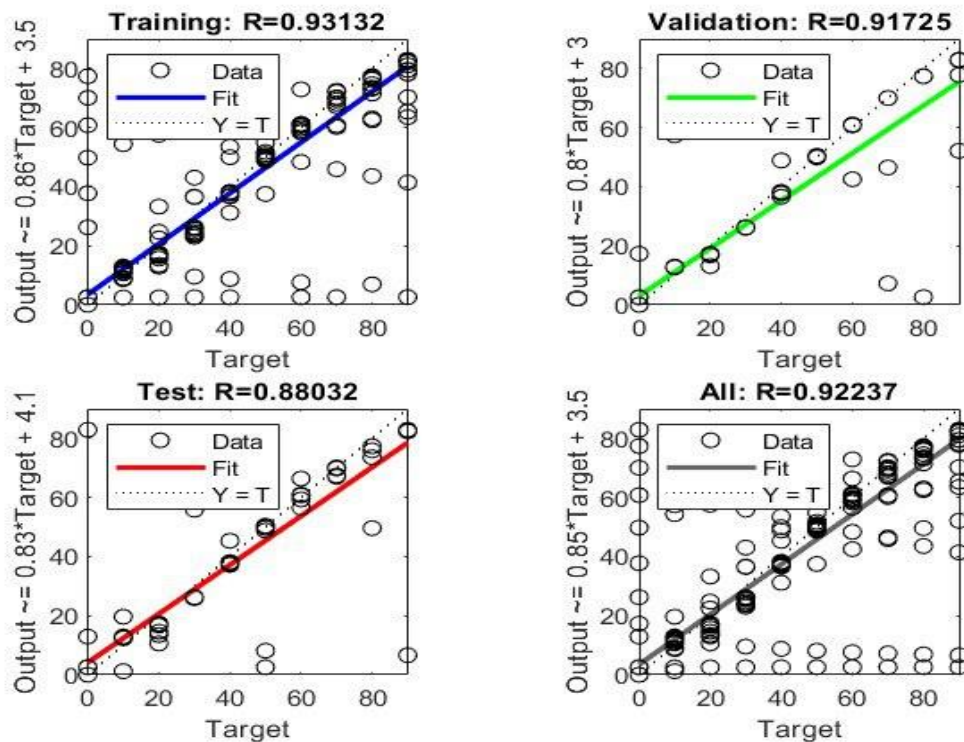 Training: R=0.93132
Output ~= 0.86*Target + 3.5
80
60
40
20
0
Data
Fit
Y = T
0 20 40 60 80
Target
Validation: R=0.91725
Output ~= 0.8*Target + 3
80
60
40
20
0
Data
Fit
Y = T
0 20 40 60 80
Target
Test: R=0.88032
Output ~= 0.83*Target + 4.1
80
60
40
20
0
Data
Fit
Y = T
0 20 40 60 80
Target
All: R=0.92237
Output ~= 0.85*Target + 3.5
80
60
40
20
0
Data
Fit
Y = T
0 20 40 60 80
Target